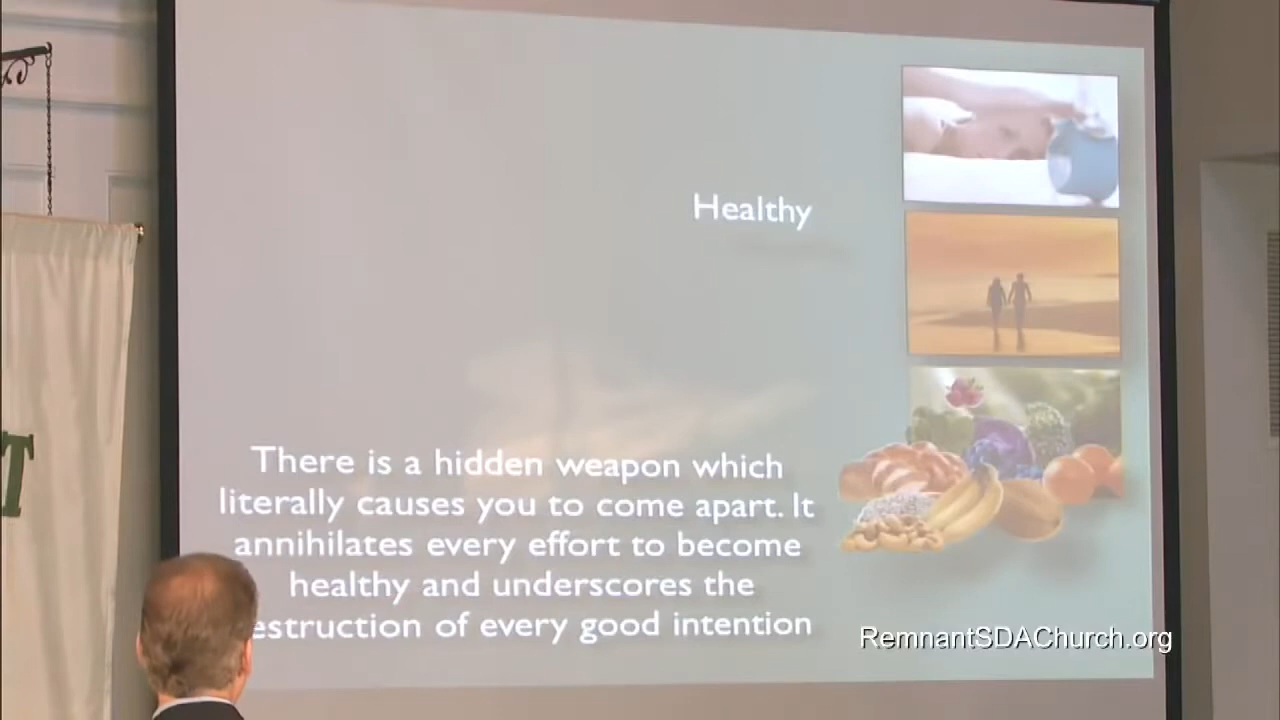 Healthy
There is a hidden weapon which
literally causes you to come apart. It
annihilates every effort to become
healthy and underscores the
estruction of every good intention
RemnantSDAChurch.org
T